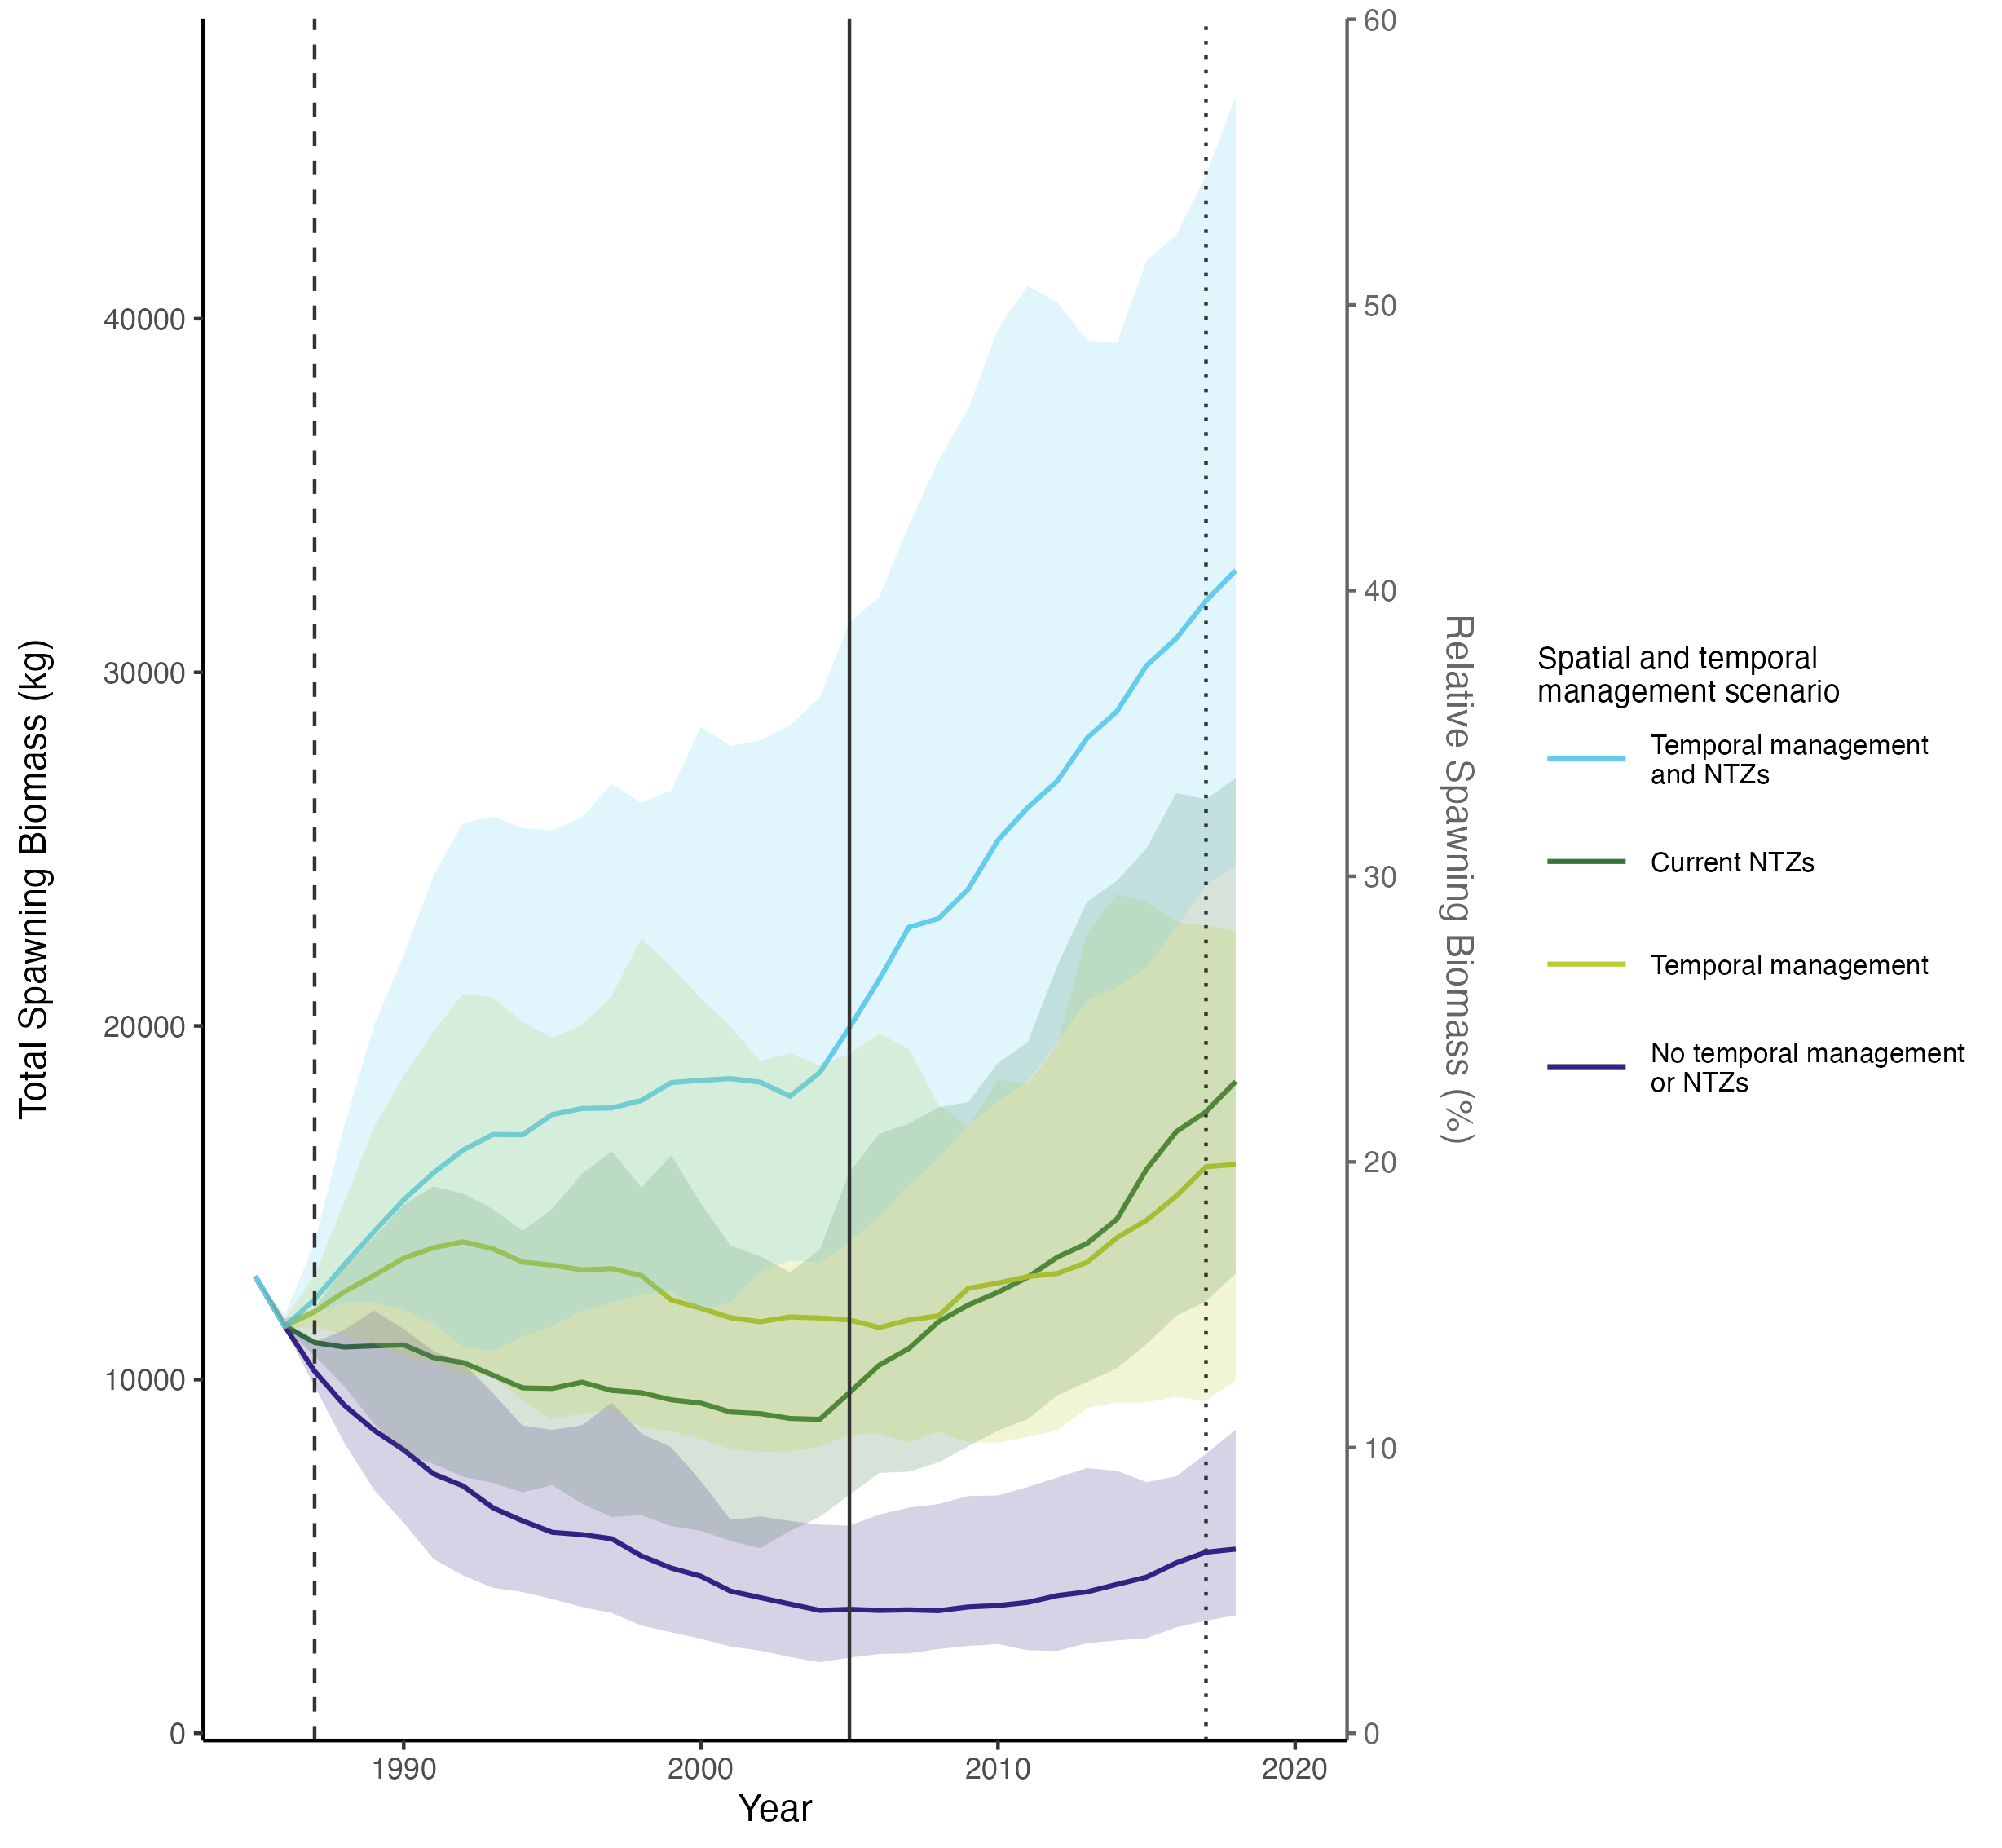 Total Spawning Biomass (kg)
40000
30000
20000
10000
0
1990
2000
2010
2020
Year
60
50
40
30
20
10
0
Relative Spawning Biomass (%)
Spatial and temporal
management scenario
Temporal management
and NTZs
Current NTZs
Temporal management
No temporal management
or NTZs